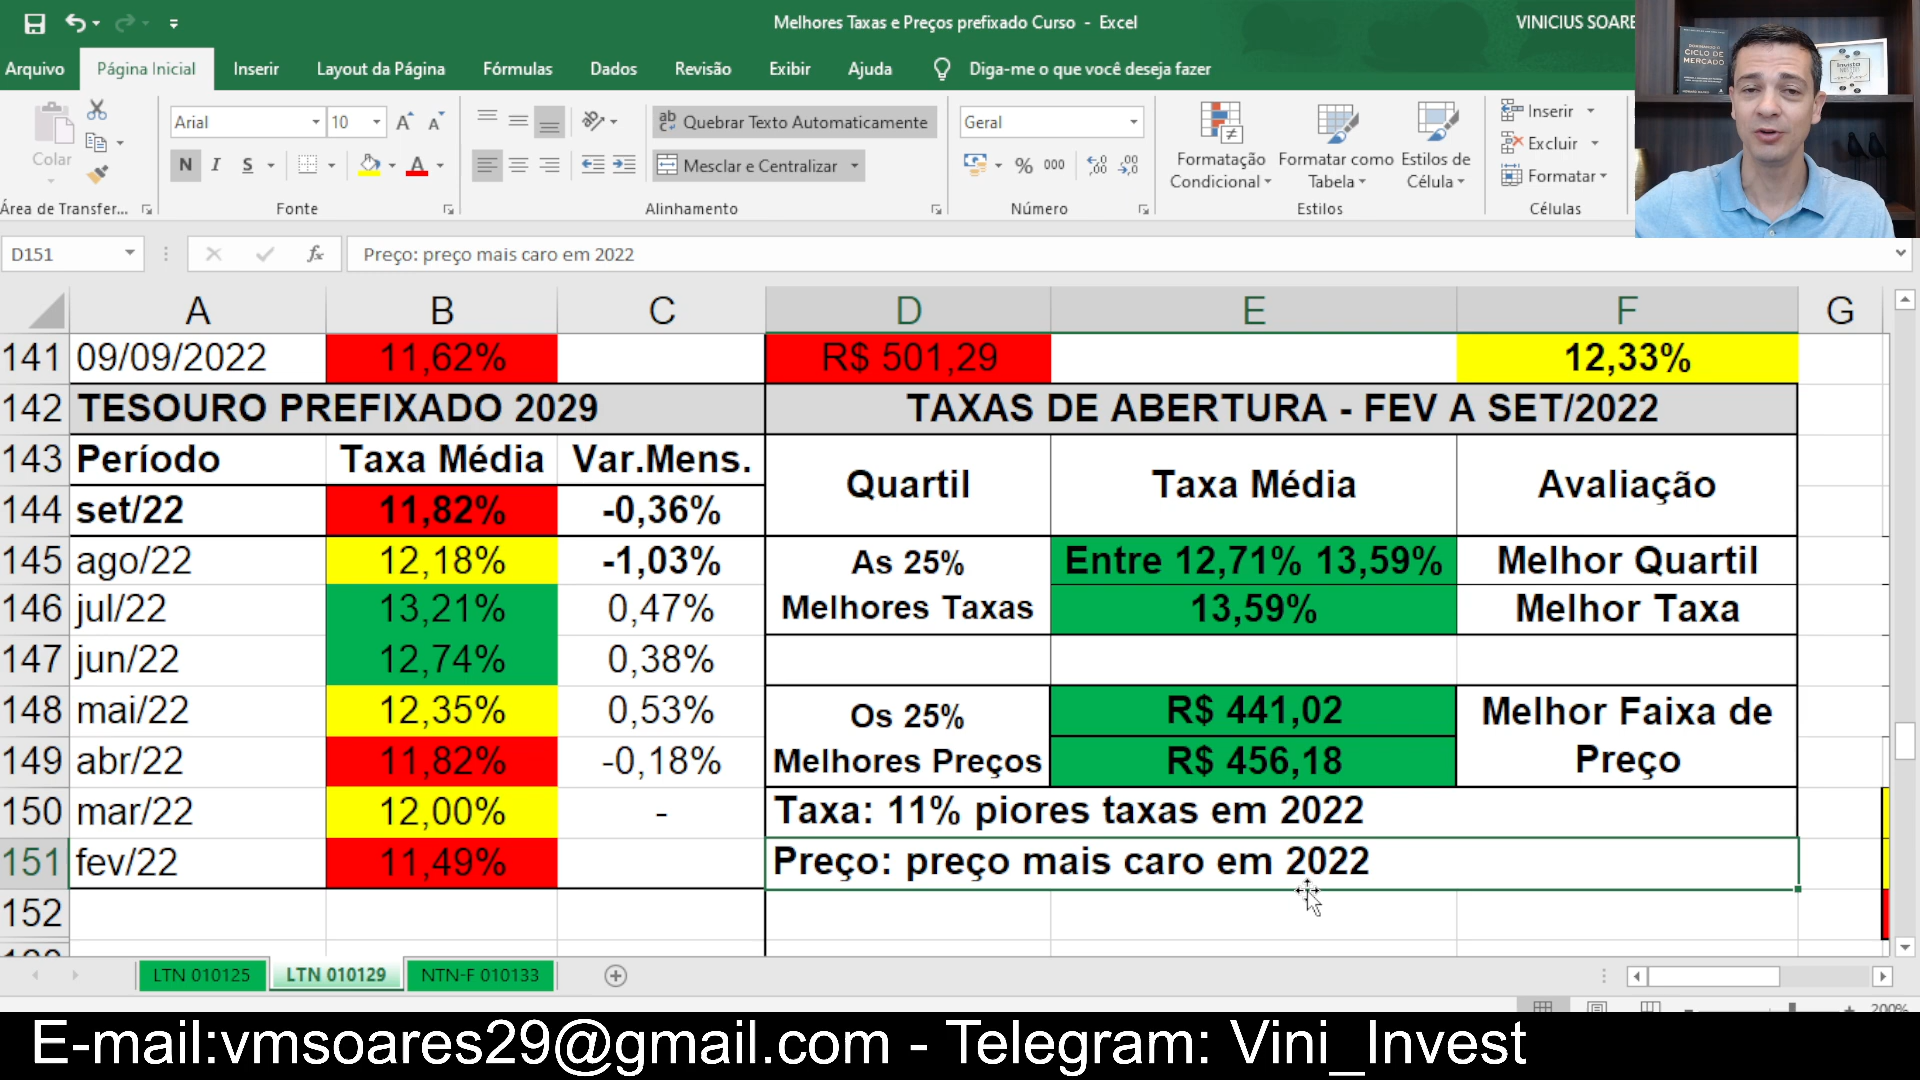 Melhores Taxas e Preços prefixado Curso - Excel
VINICIUS SOARE
Arquivo Página Inicial Inserir Layout da Página Fórmulas Dados Revisão Exibir Ajuda Diga-me o que você deseja fazer
CICLO DE
MERCADO
Colar
Arial 10
N I S
Quebrar Texto Automaticamente
Mesclar e Centralizar
Geral
% 000
Formatação Condicional
Formatar como Tabela
Estilos de Célula
Inserir
Excluir
Formatar
Área de Transfer... Fonte Alinhamento Número Estilos Células
D151 fx Preço: preço mais caro em 2022
A B C D E F G
141 09/09/2022 11,62% R$ 501,29 12,33%
142 TESOURO PREFIXADO 2029 TAXAS DE ABERTURA - FEV A SET/2022
143 Período Taxa Média Var.Mens. Quartil Taxa Média Avaliação
144 set/22 11,82% -0,36%
145 ago/22 12,18% -1,03% As 25% Entre 12,71% 13,59% Melhor Quartil
146 jul/22 13,21% 0,47% Melhores Taxas 13,59% Melhor Taxa
147 jun/22 12,74% 0,38%
148 mai/22 12,35% 0,53% Os 25% R$ 441,02 Melhor Faixa de
149 abr/22 11,82% -0,18% Melhores Preços R$ 456,18 Preço
150 mar/22 12,00% - Taxa: 11% piores taxas em 2022
151 fev/22 11,49% Preço: preço mais caro em 2022
152
LTN 010125 LTN 010129 NTN-F 010133
200%
E-mail:vmsoares29@gmail.com - Telegram: Vini_Invest